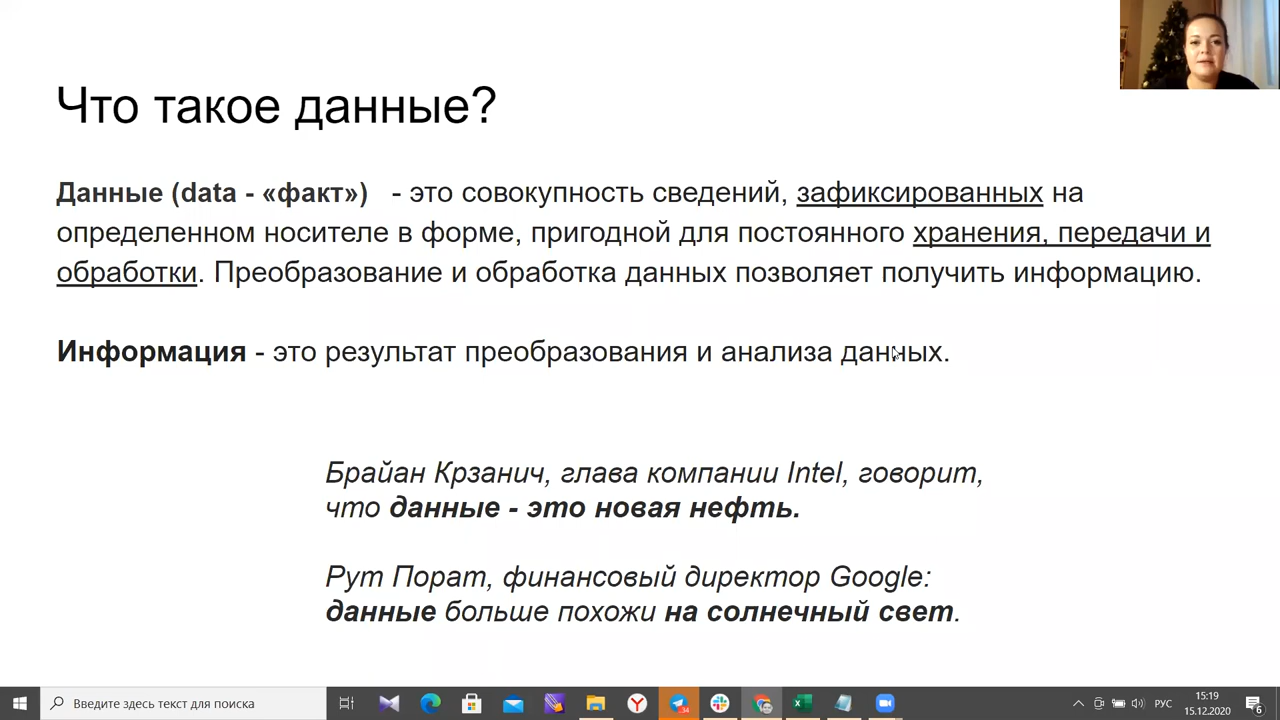 Что такое данные?
Данные (data - «факт») - это совокупность сведений, зафиксированных на
определенном носителе в форме, пригодной для постоянного хранения, передачи и
обработки. Преобразование и обработка данных позволяет получить информацию.
Информация - это результат преобразования и анализа данных.
Брайан Крзанич, глава компании Intel, говорит,
что данные - это новая нефть.
Рут Порат, финансовый директор Google:
данные больше похожи на солнечный свет.
Введите здесь текст для поиска
34
РУС
15:19
15.12.2020
6